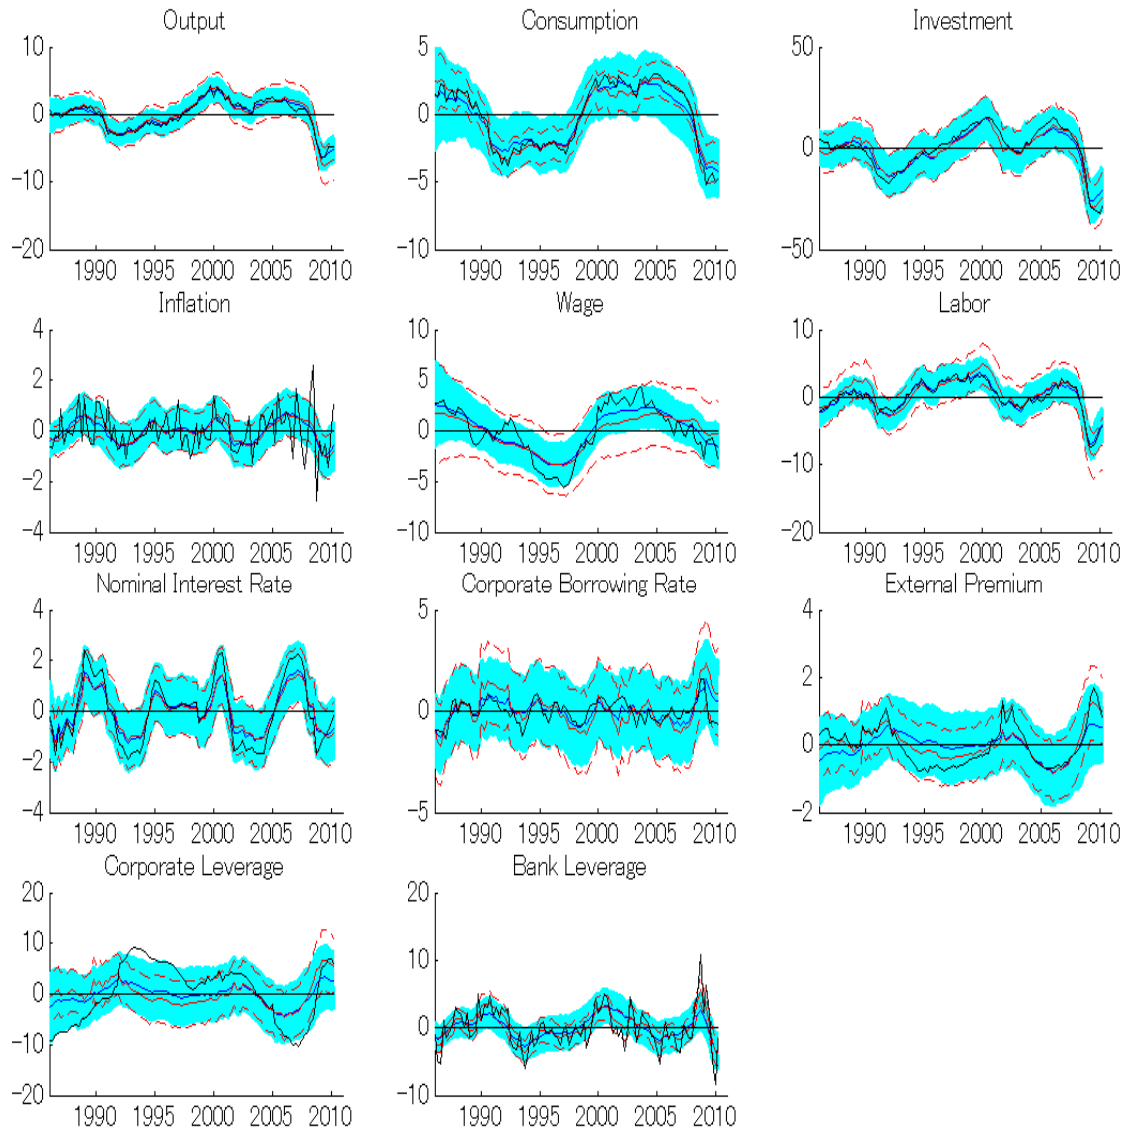 Output
10
0
−10
−20
1990 1995 2000 2005 2010
Consumption
5
0
−5
−10
1990 1995 2000 2005 2010
Investment
50
0
−50
1990 1995 2000 2005 2010
Inflation
4
2
0
−2
−4
1990 1995 2000 2005 2010
Wage
10
5
0
−5
−10
1990 1995 2000 2005 2010
Labor
10
0
−10
−20
1990 1995 2000 2005 2010
Nominal Interest Rate
4
2
0
−2
−4
1990 1995 2000 2005 2010
Corporate Borrowing Rate
5
0
−5
1990 1995 2000 2005 2010
External Premium
4
2
0
−2
1990 1995 2000 2005 2010
Corporate Leverage
20
10
0
−10
−20
1990 1995 2000 2005 2010
Bank Leverage
20
10
0
−10
1990 1995 2000 2005 2010